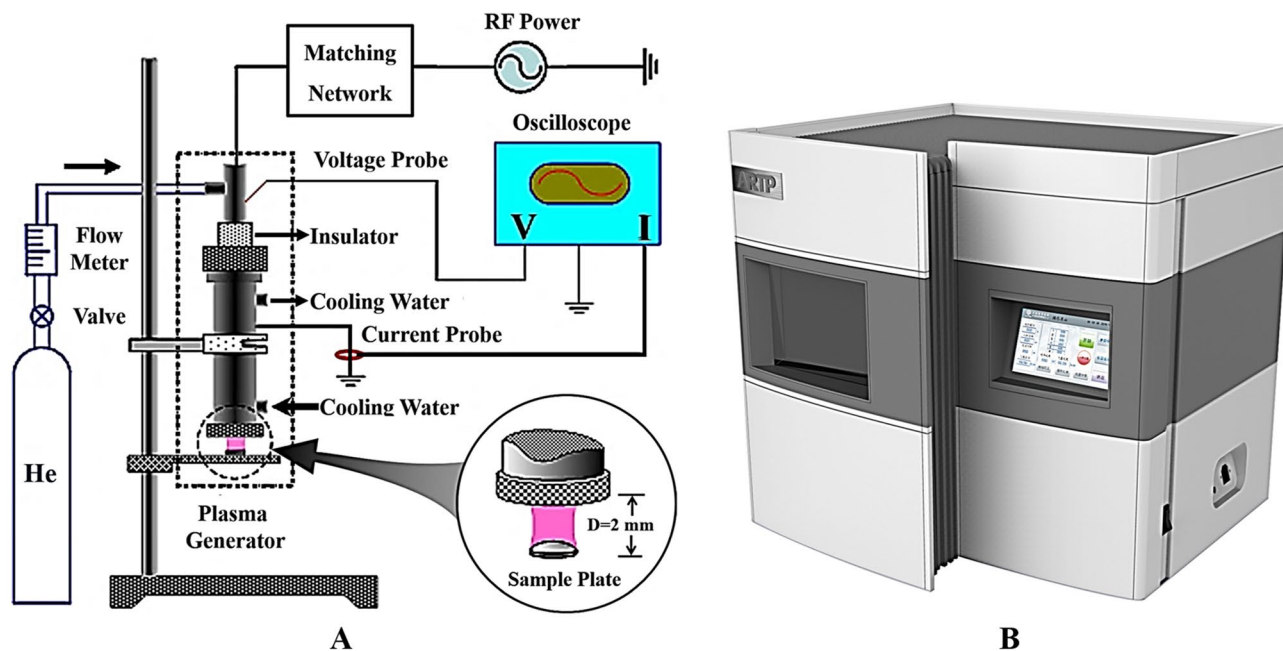 RF Power
Matching
Network
Oscilloscope
Voltage Probe
V
I
Insulator
Flow
Meter
Cooling Water
Valve
Current Probe
Cooling Water
He
Plasma
Generator
D=2 mm
Sample Plate
A
ARTP
B